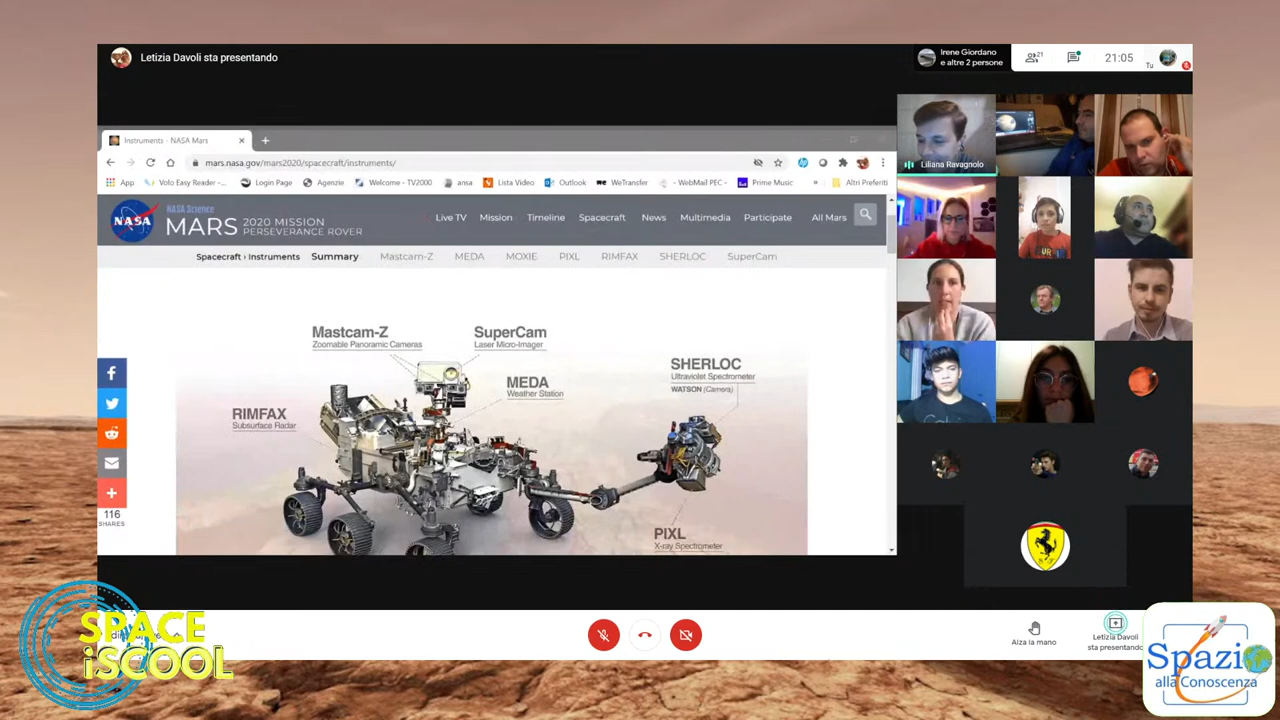 Letizia Davoli sta presentando
Irene Giordano
e altre 2 persone
21
21:05
Tu
Instruments - NASA Mars
mars.nasa.gov/mars2020/spacecraft/instruments/
App
Volo Easy Reader -...
Login Page
Agenzie
Welcome - TV2000
ansa
Lista Video
Outlook
WeTransfer
- WebMail PEC -
Prime Music
»
Altri Preferiti
Liliana Ravagnolo
NASA
NASA Science
MARS 2020 MISSION
PERSEVERANCE ROVER
Live TV Mission Timeline Spacecraft News Multimedia Participate All Mars
Spacecraft › Instruments Summary Mastcam-Z MEDA MOXIE PIXL RIMFAX SHERLOC SuperCam
Mastcam-Z
Zoomable Panoramic Cameras
SuperCam
Laser Micro-Imager
MEDA
Weather Station
SHERLOC
Ultraviolet Spectrometer
WATSON (Camera)
RIMFAX
Subsurface Radar
PIXL
X-ray Spectrometer
116
SHARES
Alza la mano
Letizia Davoli
sta presentando
SPACE
iSCOOL
Spazio
alla Conoscenza